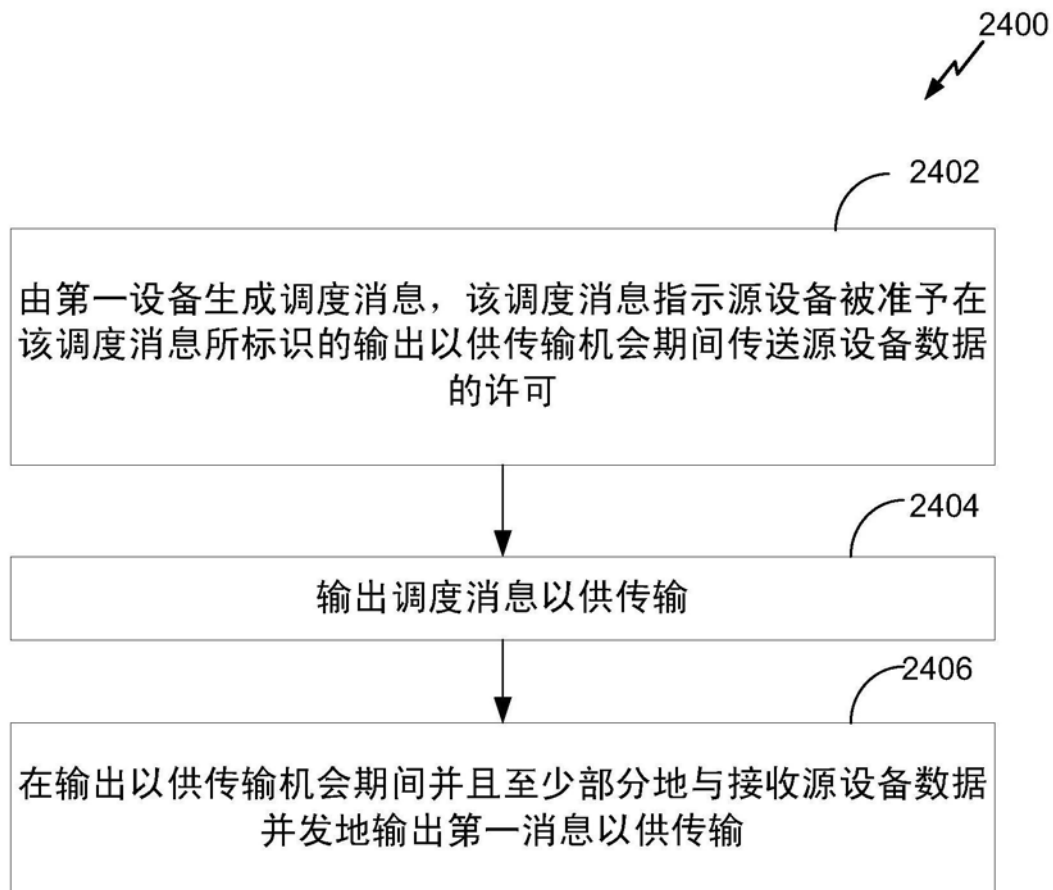 2400
2402
由第一设备生成调度消息，该调度消息指示源设备被准予在
该调度消息所标识的输出以供传输机会期间传送源设备数据
的许可
2404
输出调度消息以供传输
2406
在输出以供传输机会期间并且至少部分地与接收源设备数据
并发地输出第一消息以供传输